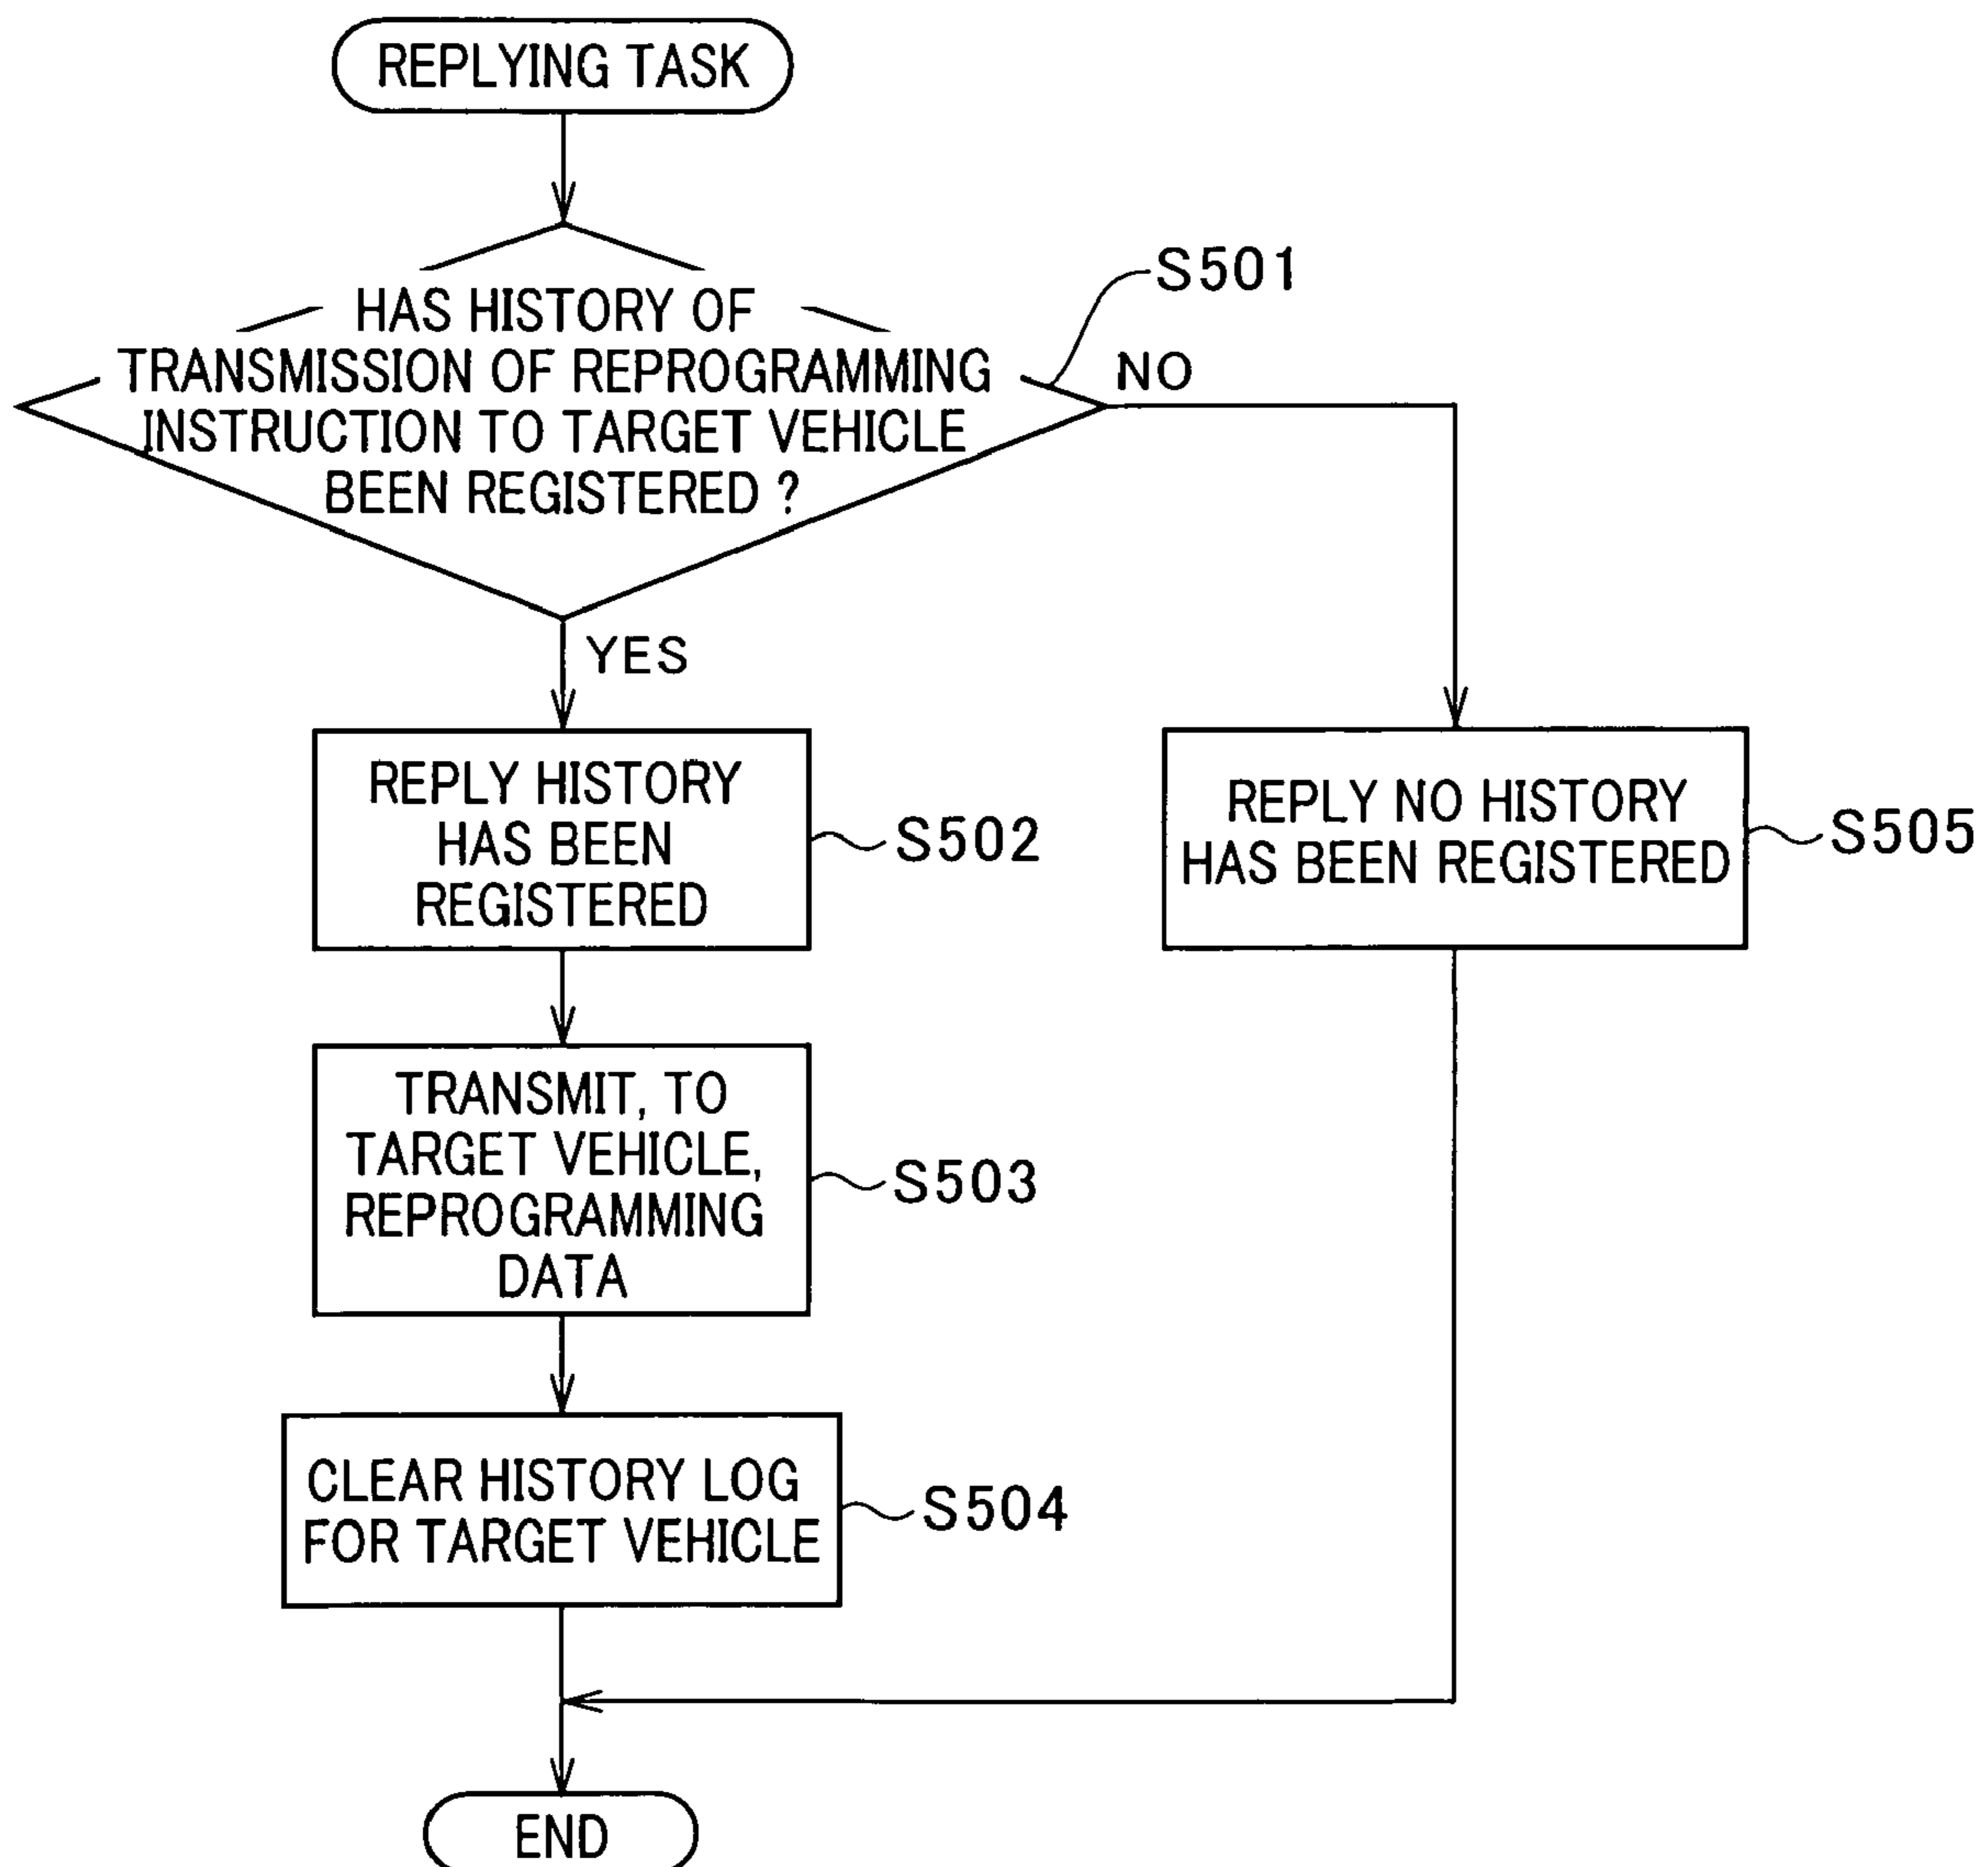 REPLYING TASK
HAS HISTORY OF
TRANSMISSION OF REPROGRAMMING
INSTRUCTION TO TARGET VEHICLE
BEEN REGISTERED ?
S501
NO
YES
REPLY HISTORY
HAS BEEN
REGISTERED
S502
REPLY NO HISTORY
HAS BEEN REGISTERED
S505
TRANSMIT, TO
TARGET VEHICLE,
REPROGRAMMING
DATA
S503
CLEAR HISTORY LOG
FOR TARGET VEHICLE
S504
END